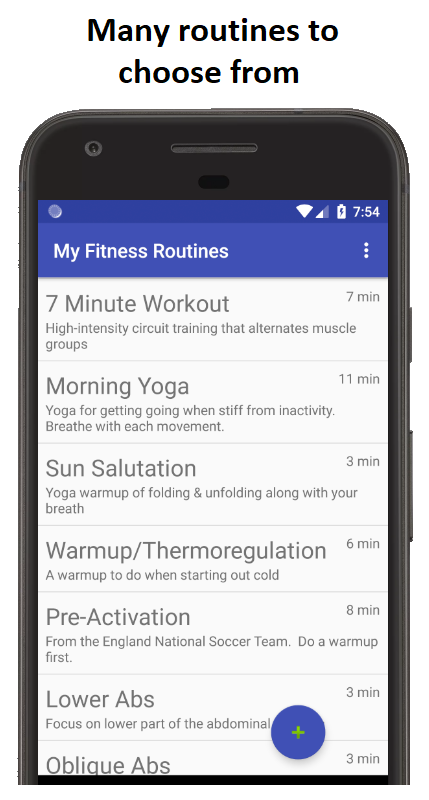 Many routines to
choose from
7:54
My Fitness Routines
7 Minute Workout
7 min
High-intensity circuit training that alternates muscle
groups
Morning Yoga
11 min
Yoga for getting going when stiff from inactivity.
Breathe with each movement.
Sun Salutation
3 min
Yoga warmup of folding & unfolding along with your
breath
Warmup/Thermoregulation
6 min
A warmup to do when starting out cold
Pre-Activation
8 min
From the England National Soccer Team.  Do a warmup
first.
Lower Abs
3 min
Focus on lower part of the abdominal
+
Oblique Abs
3 min